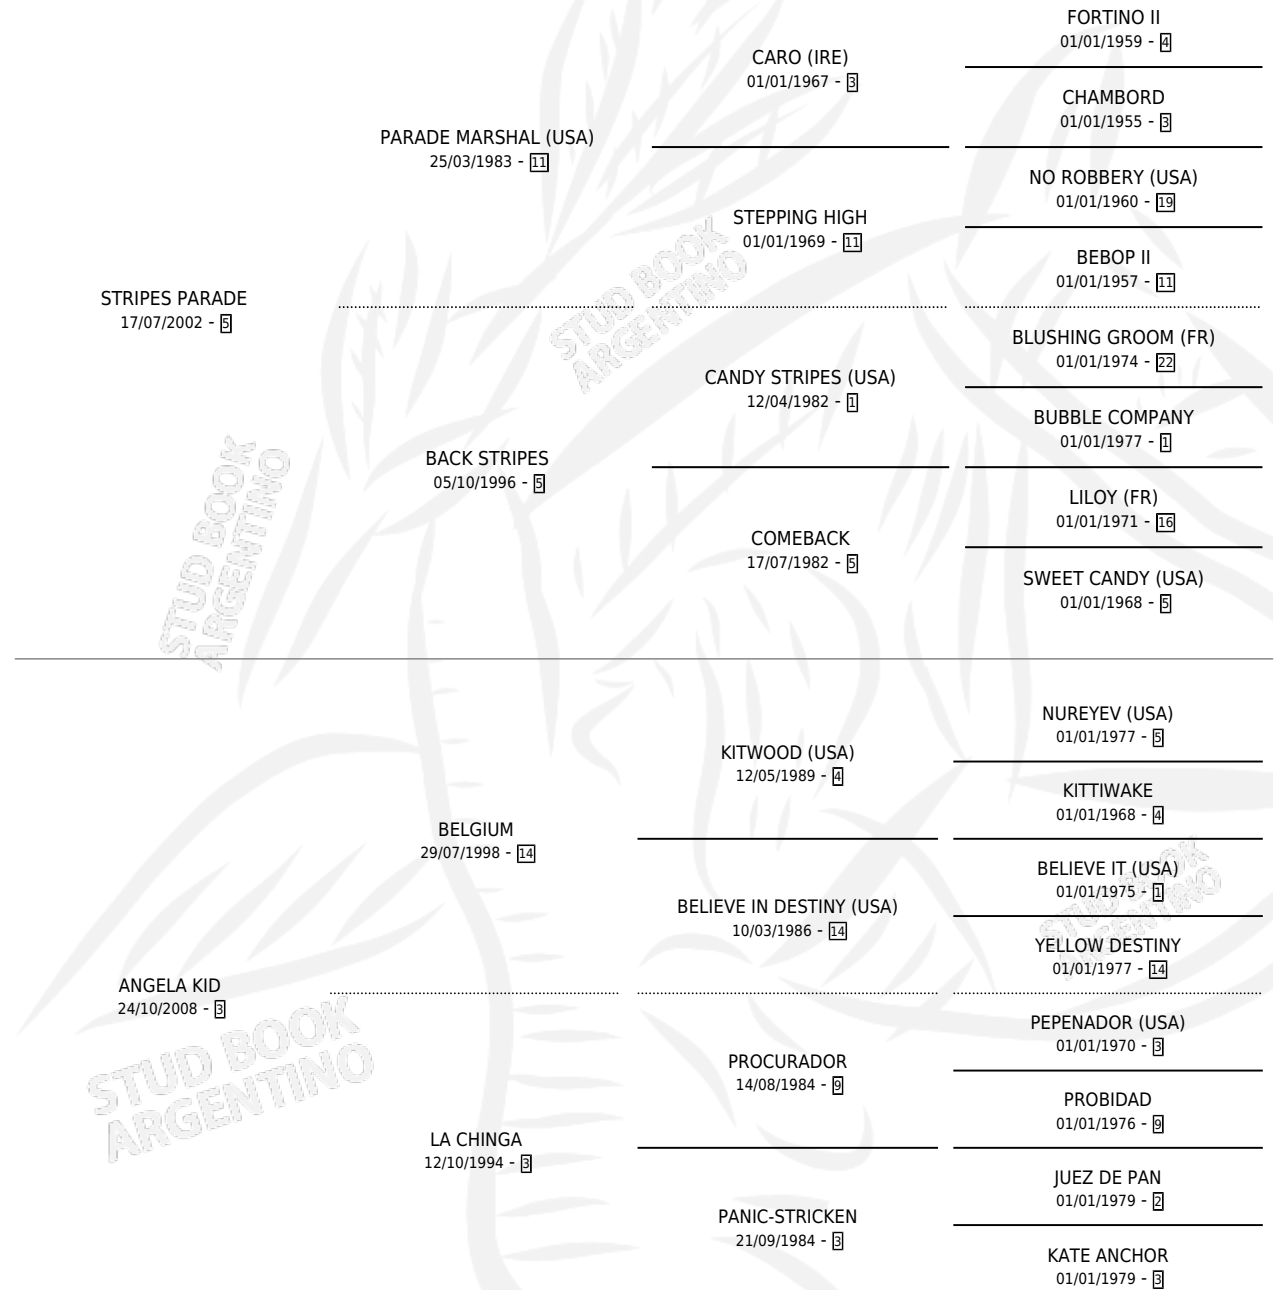 FORTINO II
01/01/1959 - 4
CARO (IRE)
01/01/1967 - 3
CHAMBORD
01/01/1955 - 3
PARADE MARSHAL (USA)
25/03/1983 - 11
NO ROBBERY (USA)
01/01/1960 - 19
STEPPING HIGH
01/01/1969 - 11
BEBOP II
01/01/1957 - 11
STRIPES PARADE
17/07/2002 - 5
BLUSHING GROOM (FR)
01/01/1974 - 22
CANDY STRIPES (USA)
12/04/1982 - 1
BUBBLE COMPANY
01/01/1977 - 1
BACK STRIPES
05/10/1996 - 5
LILOY (FR)
01/01/1971 - 16
COMEBACK
17/07/1982 - 5
SWEET CANDY (USA)
01/01/1968 - 5
STUD BOOK
ARGENTINO
STUD BOOK
ARGENTINO
NUREYEV (USA)
01/01/1977 - 5
KITWOOD (USA)
12/05/1989 - 4
KITTIWAKE
01/01/1968 - 4
BELGIUM
29/07/1998 - 14
BELIEVE IT (USA)
01/01/1975 - 1
BELIEVE IN DESTINY (USA)
10/03/1986 - 14
YELLOW DESTINY
01/01/1977 - 14
STUD BOOK
ARGENTINO
ANGELA KID
24/10/2008 - 3
PEPENADOR (USA)
01/01/1970 - 3
PROCURADOR
14/08/1984 - 9
PROBIDAD
01/01/1976 - 9
STUD BOOK
ARGENTINO
LA CHINGA
12/10/1994 - 3
JUEZ DE PAN
01/01/1979 - 2
PANIC-STRICKEN
21/09/1984 - 3
KATE ANCHOR
01/01/1979 - 3